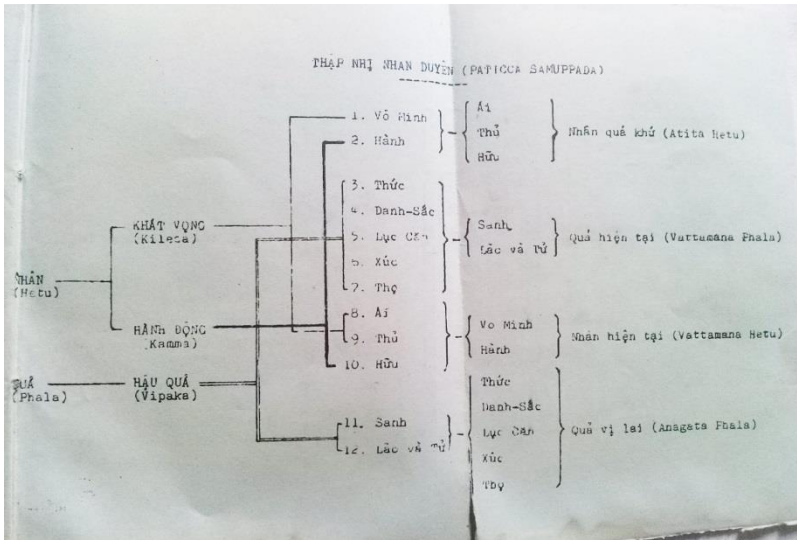 THẬP NHỊ NHAN DUYÊN (PATICCA SAMUPPADA)
1. Vô Minh
2. Hành
Ái
Thủ
Hữu
Nhân quả khứ (Atita Hetu)
3. Thức
4. Danh-Sắc
5. Lục Căn
6. Xúc
7. Thọ
Sanh
Lão và Tử
Quả hiện tại (Vattamana Phala)
KHÁT VỌNG
(Kilesa)
NHÂN
(Hetu)
HÀNH ĐỘNG
(Kamma)
8. Ái
9. Thủ
10. Hữu
Vo Minh
Hành
Nhân hiện tại (Vattamana Hetu)
QUẢ
(Phala)
HẬU QUẢ
(Vipaka)
11. Sanh
12. Lão và Tử
Thức
Danh-Sắc
Lục Căn
Xúc
Thọ
Quả vị lai (Anagata Phala)